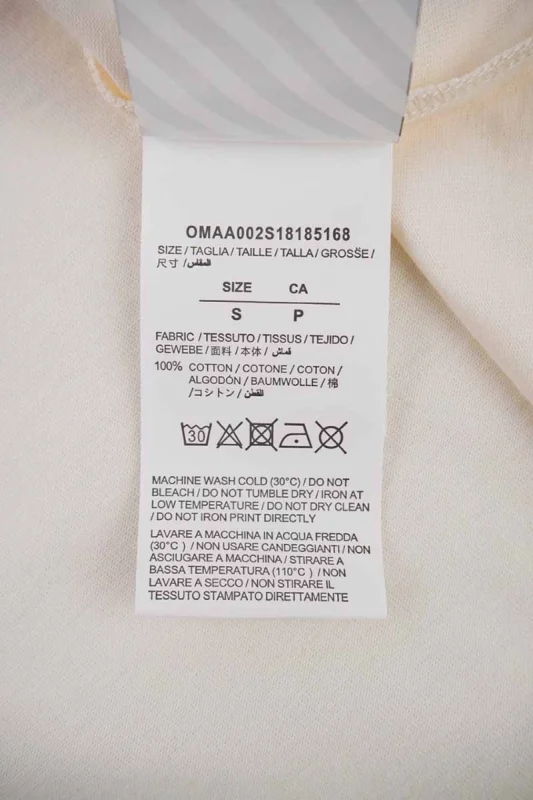 OMAA002S18185168
SIZE / TAGLIA / TAILLE / TALLA / GROSSE /
尺寸 / المقاس
SIZE CA
S P
FABRIC / TESSUTO / TISSUS / TEJIDO /
GEWEBE / 面料 / 本体 / قماش
100% COTTON / COTONE / COTON /
ALGODÓN / BAUMWOLLE / 棉
/ コシトン / القطن
30
MACHINE WASH COLD (30°C) / DO NOT
BLEACH / DO NOT TUMBLE DRY / IRON AT
LOW TEMPERATURE / DO NOT DRY CLEAN
/ DO NOT IRON PRINT DIRECTLY
LAVARE A MACCHINA IN ACQUA FREDDA
(30°C ) / NON USARE CANDEGGIANTI / NON
ASCIUGARE A MACCHINA / STIRARE A
BASSA TEMPERATURA (110°C ) / NON
LAVARE A SECCO / NON STIRARE IL
TESSUTO STAMPATO DIRETTAMENTE